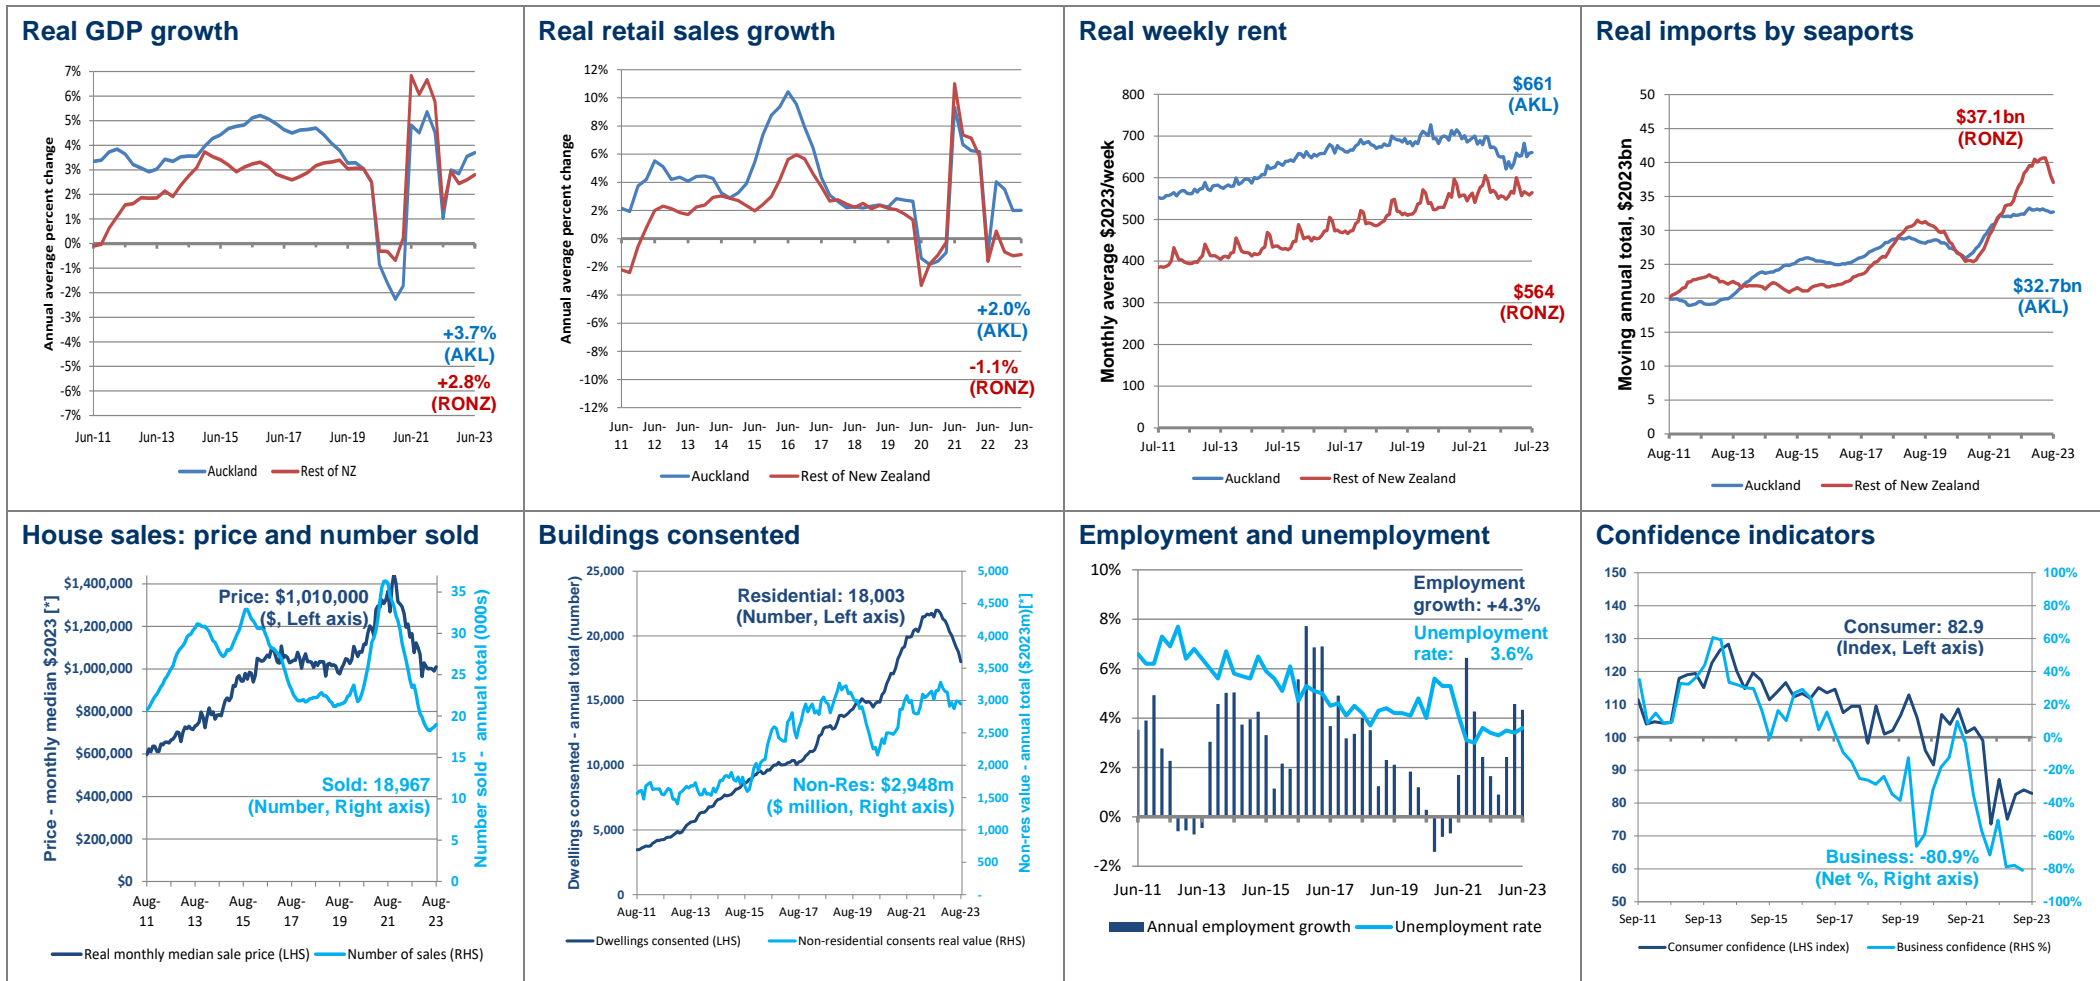 Real GDP growth
Annual average percent change
7%
6%
5%
4%
3%
2%
1%
0%
-1%
-2%
-3%
-4%
-5%
-6%
-7%
+3.7%
(AKL)
+2.8%
(RONZ)
Jun-11 Jun-13 Jun-15 Jun-17 Jun-19 Jun-21 Jun-23
Auckland Rest of NZ
Real retail sales growth
Annual average percent change
12%
10%
8%
6%
4%
2%
0%
-2%
-4%
-6%
-8%
-10%
-12%
+2.0%
(AKL)
-1.1%
(RONZ)
Jun- Jun- Jun- Jun- Jun- Jun- Jun- Jun- Jun- Jun- Jun- Jun- Jun-
11 12 13 14 15 16 17 18 19 20 21 22 23
Auckland Rest of New Zealand
Real weekly rent
Monthly average $2023/week
$661
(AKL)
800
700
600
500
400
300
200
100
0
$564
(RONZ)
Jul-11 Jul-13 Jul-15 Jul-17 Jul-19 Jul-21 Jul-23
Auckland Rest of New Zealand
Real imports by seaports
Moving annual total, $2023bn
50
45
40
35
30
25
20
15
10
5
0
$37.1bn
(RONZ)
$32.7bn
(AKL)
Aug-11 Aug-13 Aug-15 Aug-17 Aug-19 Aug-21 Aug-23
Auckland Rest of New Zealand
House sales: price and number sold
Price - monthly median $2023 [*]
$1,400,000
$1,200,000
$1,000,000
$800,000
$600,000
$400,000
$200,000
$0
Price: $1,010,000
($, Left axis)
Sold: 18,967
(Number, Right axis)
35
30
25
20
15
10
5
0
Number sold - annual total (000s)
Aug- Aug- Aug- Aug- Aug- Aug- Aug-
11 13 15 17 19 21 23
Real monthly median sale price (LHS) Number of sales (RHS)
Buildings consented
Dwellings consented - annual total (number)
25,000
20,000
15,000
10,000
5,000
0
Residential: 18,003
(Number, Left axis)
Non-Res: $2,948m
($ million, Right axis)
5,000
4,500
4,000
3,500
3,000
2,500
2,000
1,500
1,000
500
-
Non-res value - annual total ($2023m)[*]
Aug-11 Aug-13 Aug-15 Aug-17 Aug-19 Aug-21 Aug-23
Dwellings consented (LHS) Non-residential consents real value (RHS)
Employment and unemployment
10%
8%
6%
4%
2%
0%
-2%
Employment
growth: +4.3%
Unemployment
rate: 3.6%
Jun-11 Jun-13 Jun-15 Jun-17 Jun-19 Jun-21 Jun-23
Annual employment growth Unemployment rate
Confidence indicators
150
140
130
120
110
100
90
80
70
60
50
Consumer: 82.9
(Index, Left axis)
Business: -80.9%
(Net %, Right axis)
100%
80%
60%
40%
20%
0%
-20%
-40%
-60%
-80%
-100%
Sep-11 Sep-13 Sep-15 Sep-17 Sep-19 Sep-21 Sep-23
Consumer confidence (LHS index) Business confidence (RHS %)